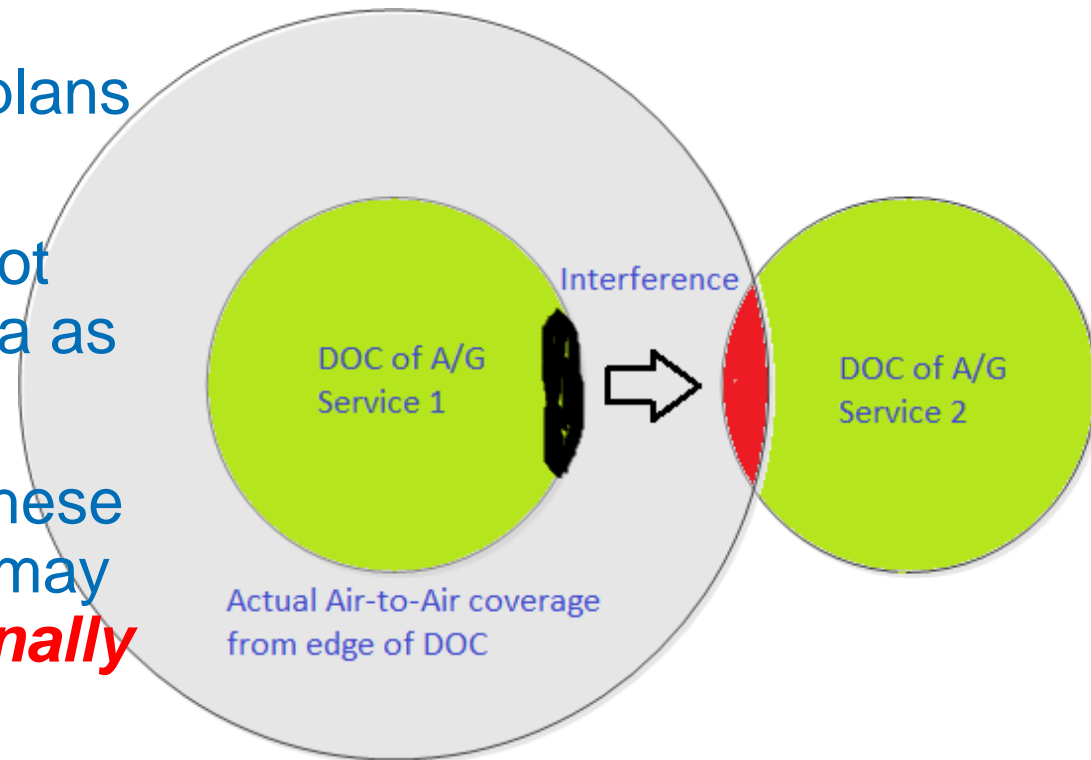 plans
ot
a as
nese
may
nally
Interference
DOC of A/G
Service 1
DOC of A/G
Service 2
Actual Air-to-Air coverage
from edge of DOC